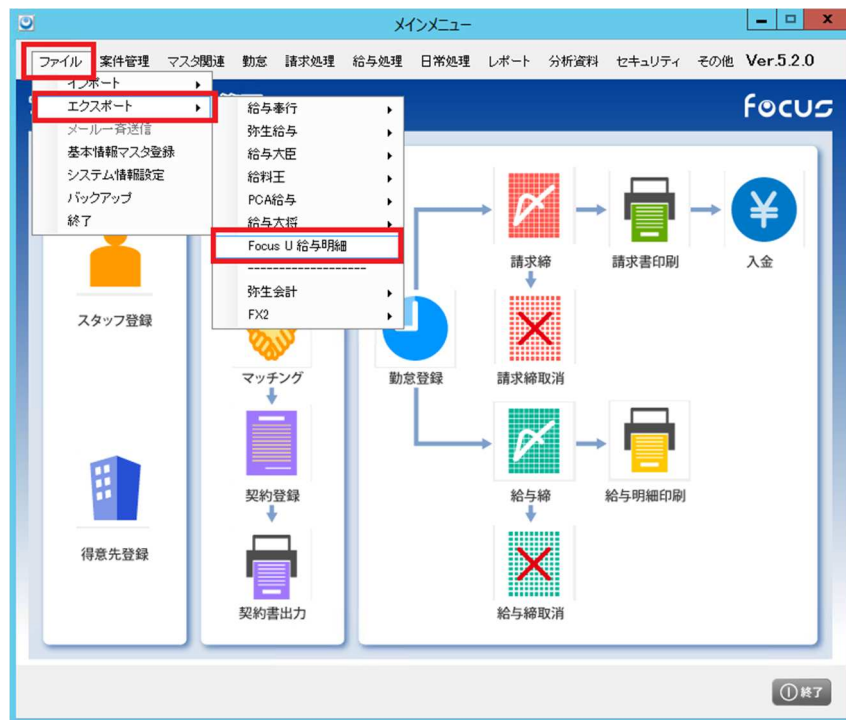 メインメニュー
ファイル 案件管理 マスタ関連 勤怠 請求処理 給与処理 日常処理 レポート 分析資料 セキュリティ その他 Ver.5.2.0
インポート
エクスポート
メール一斉送信
基本情報マスタ登録
システム情報設定
バックアップ
終了
給与奉行
弥生給与
給与大臣
給料王
PCA給与
給与大将
Focus U 給与明細
--------------------
弥生会計
FX2
focus
請求締
請求書印刷
入金
スタッフ登録
マッチング
勤怠登録
請求締取消
契約登録
給与締
給与明細印刷
得意先登録
契約書出力
給与締取消
終了